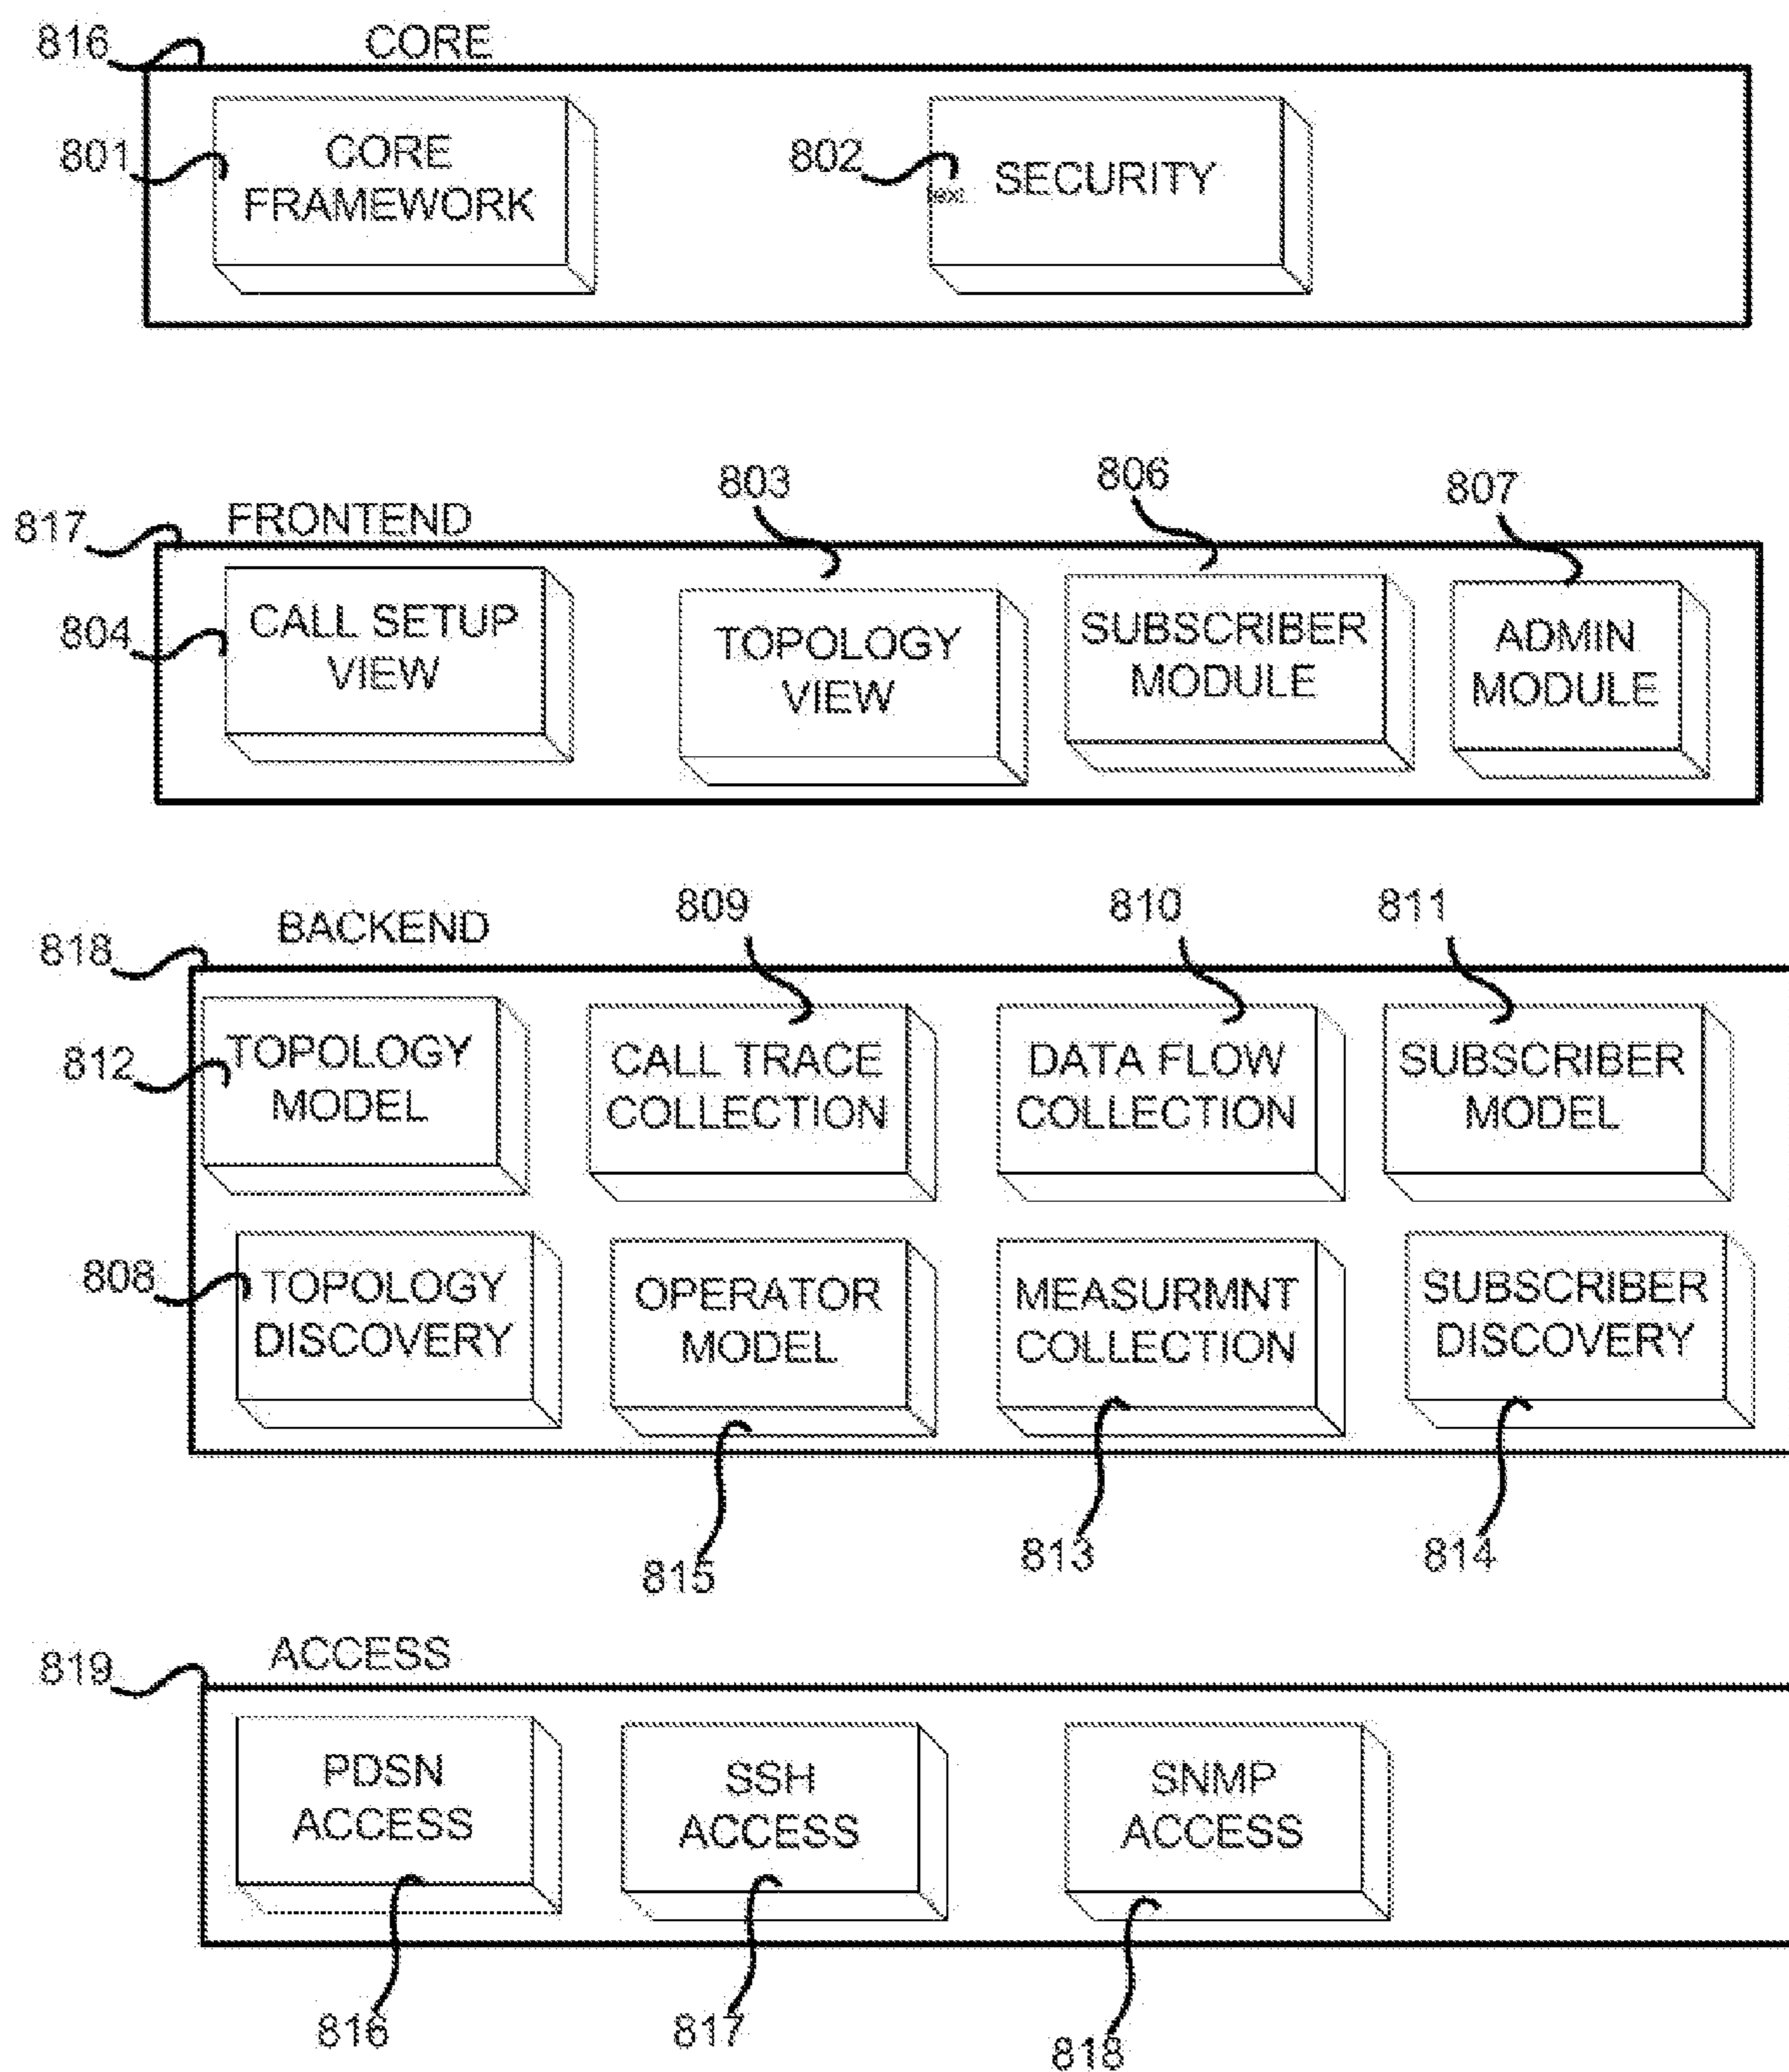 816 CORE
801 CORE
FRAMEWORK
802 SECURITY
803 806 807
817 FRONTEND
804 CALL SETUP
VIEW
TOPOLOGY
VIEW
SUBSCRIBER
MODULE
ADMIN
MODULE
809 810 811
818 BACKEND
812 TOPOLOGY
MODEL
CALL TRACE
COLLECTION
DATA FLOW
COLLECTION
SUBSCRIBER
MODEL
808 TOPOLOGY
DISCOVERY
OPERATOR
MODEL
MEASURMNT
COLLECTION
SUBSCRIBER
DISCOVERY
815 813 814
819 ACCESS
PDSN
ACCESS
SSH
ACCESS
SNMP
ACCESS
816 817 818